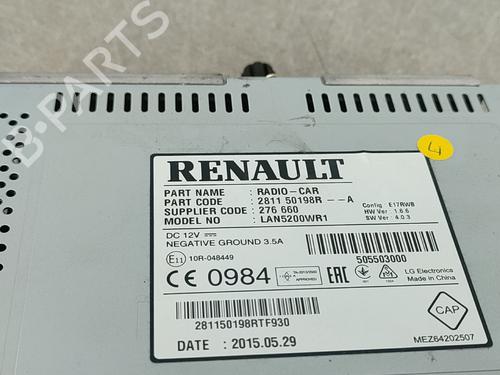 B-PARTS
RENAULT
PART NAME : RADIO-CAR
PART CODE : 2811 50198R --A
SUPPLIER CODE : 276 660
MODEL NO : LAN5200WR1
Config : E17RWB
HW Ver : 1.6.6
SW Ver : 4.0.3
DC 12V
NEGATIVE GROUND 3.5A
E11 10R-048449
505503000
CE 0984
APPROVED
EAC
LG Electronics
Made in China
281150198RTF930
CAP
DATE : 2015.05.29
MEZ64202507